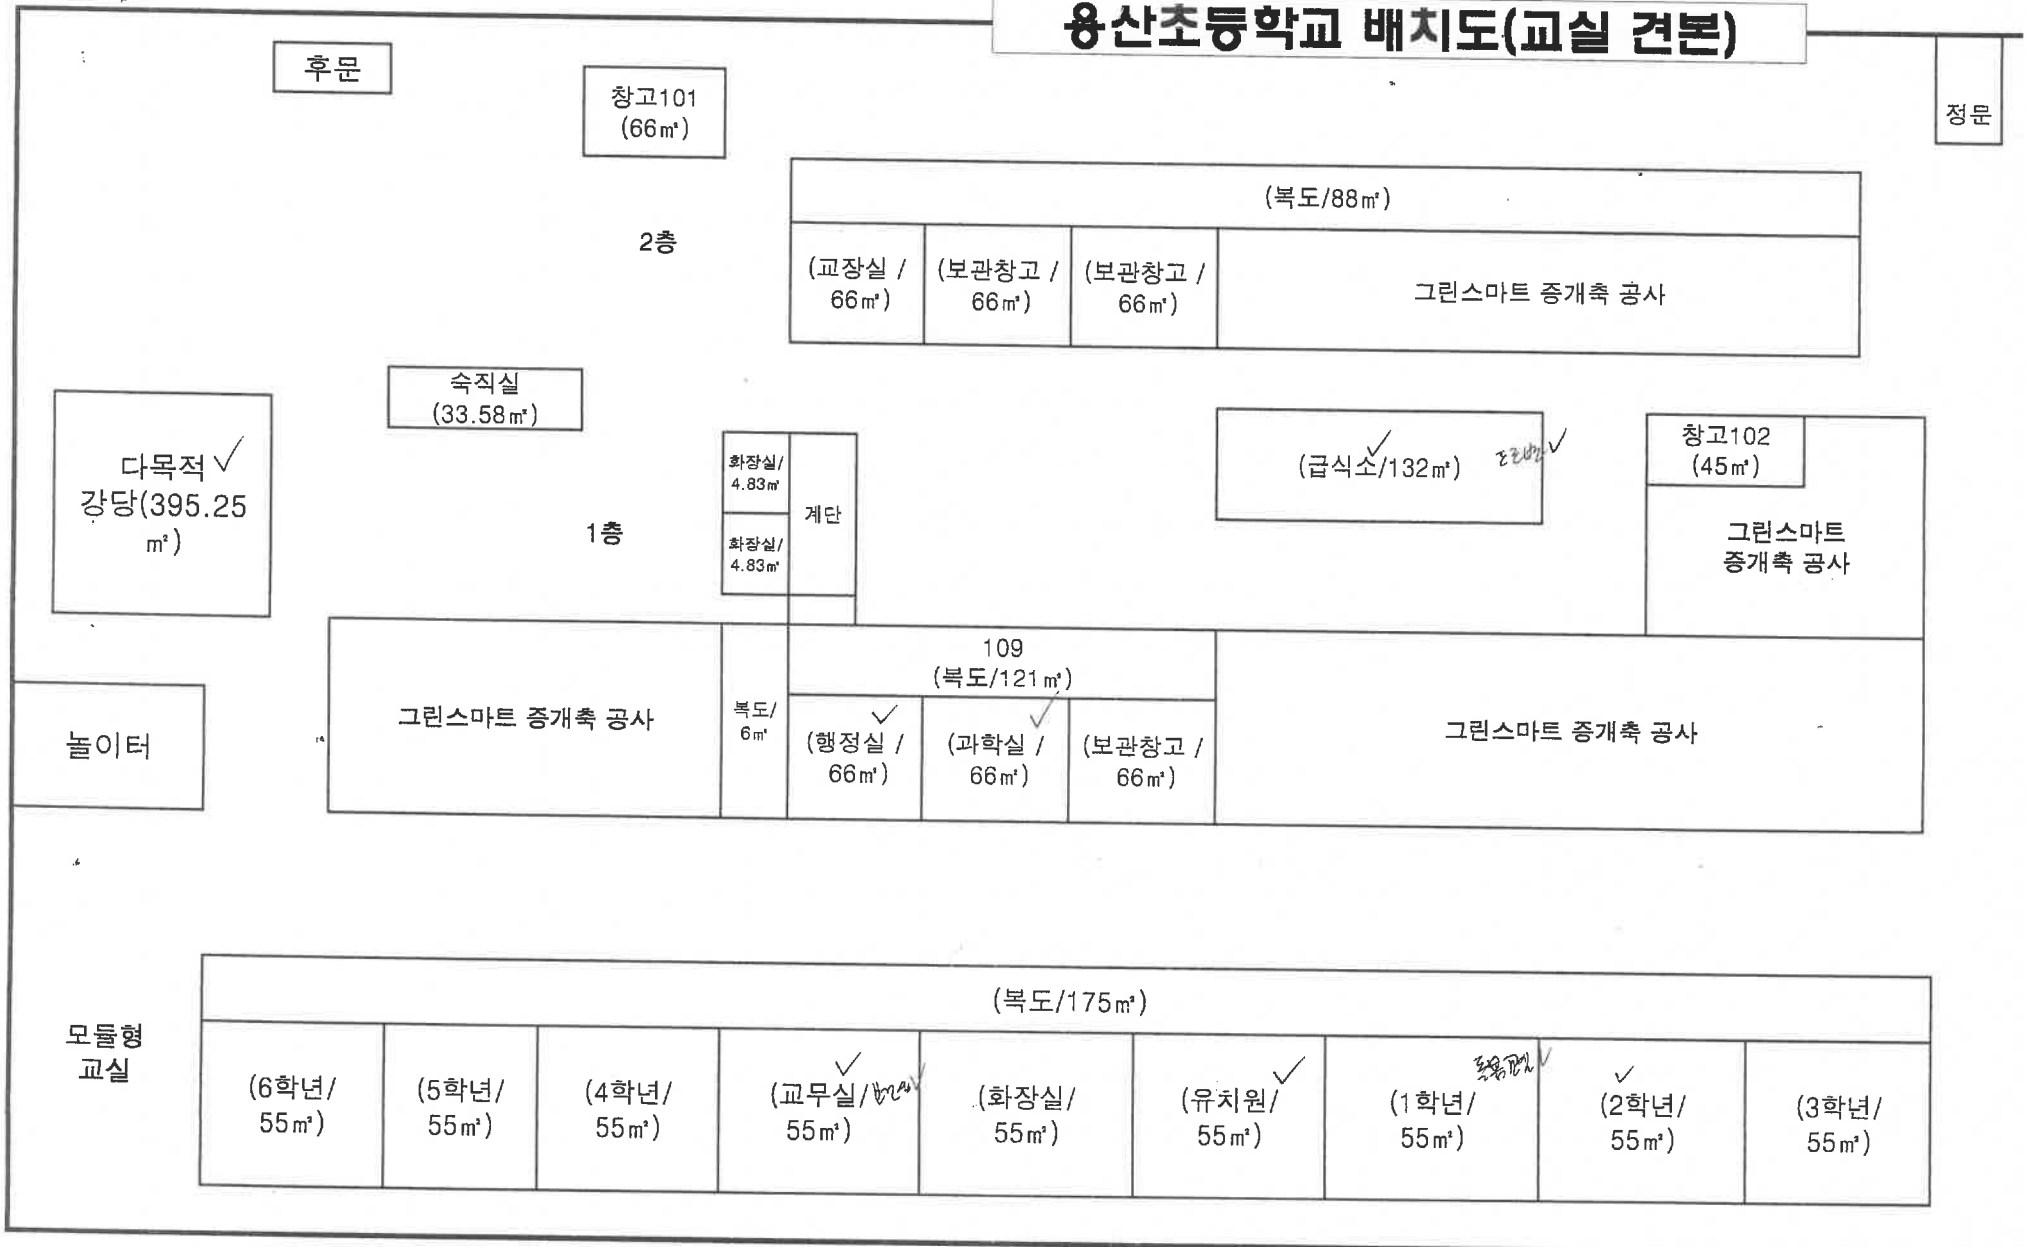 용산초등학교 배치도(교실 견본)
후문
창고101
(66㎡)
정문
(복도/88㎡)
2층
(교장실 /
66㎡)
(보관창고 /
66㎡)
(보관창고 /
66㎡)
그린스마트 증개축 공사
숙직실
(33.58㎡)
다목적
강당(395.25
㎡)
1층
화장실/
4.83㎡
화장실/
4.83㎡
계단
(급식소/132㎡)
창고102
(45㎡)
그린스마트
증개축 공사
109
(복도/121㎡)
그린스마트 증개축 공사
복도/
6㎡
(행정실 /
66㎡)
(과학실 /
66㎡)
(보관창고 /
66㎡)
그린스마트 증개축 공사
놀이터
모듈형
교실
(복도/175㎡)
(6학년/
55㎡)
(5학년/
55㎡)
(4학년/
55㎡)
(교무실/보건실
55㎡)
(화장실/
55㎡)
(유치원/
55㎡)
돌봄교실
(1학년/
55㎡)
(2학년/
55㎡)
(3학년/
55㎡)